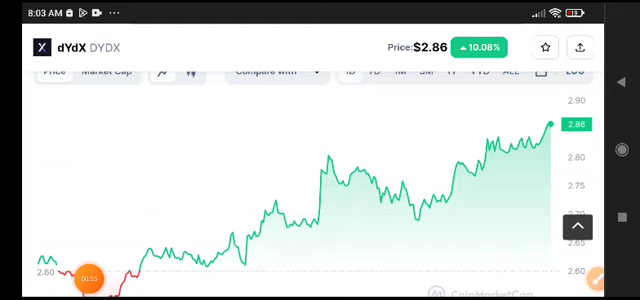 8:03 AM
19
dYdX DYDX
Price: $2.86 10.08%
Price Market Cap Compare with 1D 7D 1M 3M 1Y YTD ALL LOG
2.90
2.86
2.80
2.75
2.70
2.65
2.60 2.60
00:55
CoinMarketCap